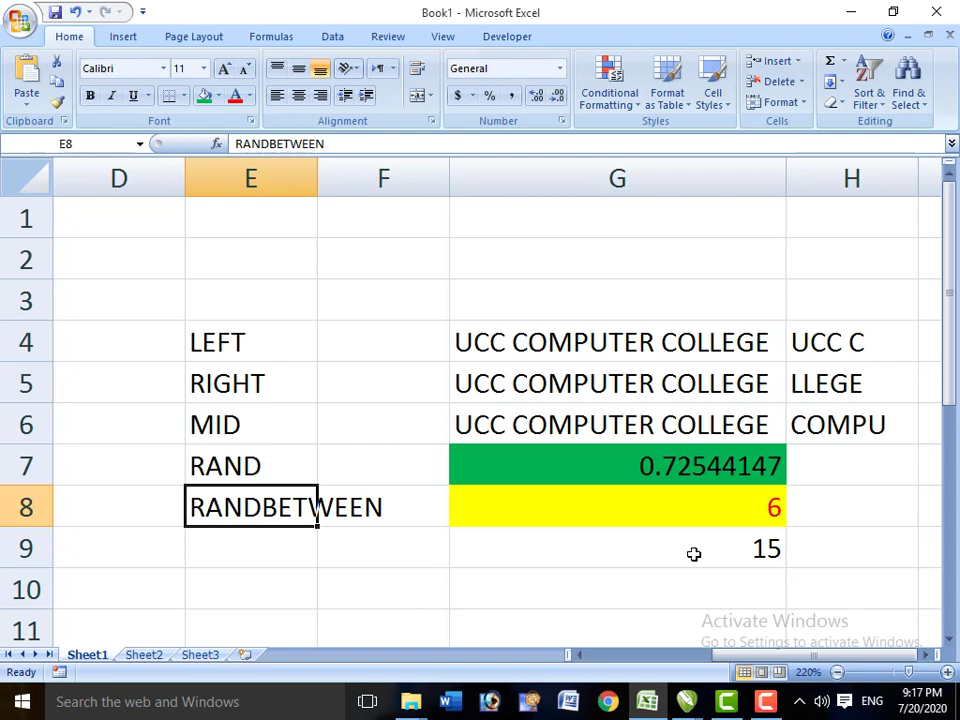 Book1 - Microsoft Excel
Home Insert Page Layout Formulas Data Review View Developer
Paste
Calibri 11
General
Conditional Formatting
Format as Table
Cell Styles
Insert
Delete
Format
Sort & Filter
Find & Select
Clipboard Font Alignment Number Styles Cells Editing
E8 fx RANDBETWEEN
D E F G H
1
2
3
4 LEFT UCC COMPUTER COLLEGE UCC C
5 RIGHT UCC COMPUTER COLLEGE LLEGE
6 MID UCC COMPUTER COLLEGE COMPU
7 RAND 0.72544147
8 RANDBETWEEN 6
9 15
10
11
Activate Windows
Go to Settings to activate Windows.
Sheet1 Sheet2 Sheet3
Ready 220%
Search the web and Windows
ENG
9:17 PM
7/20/2020